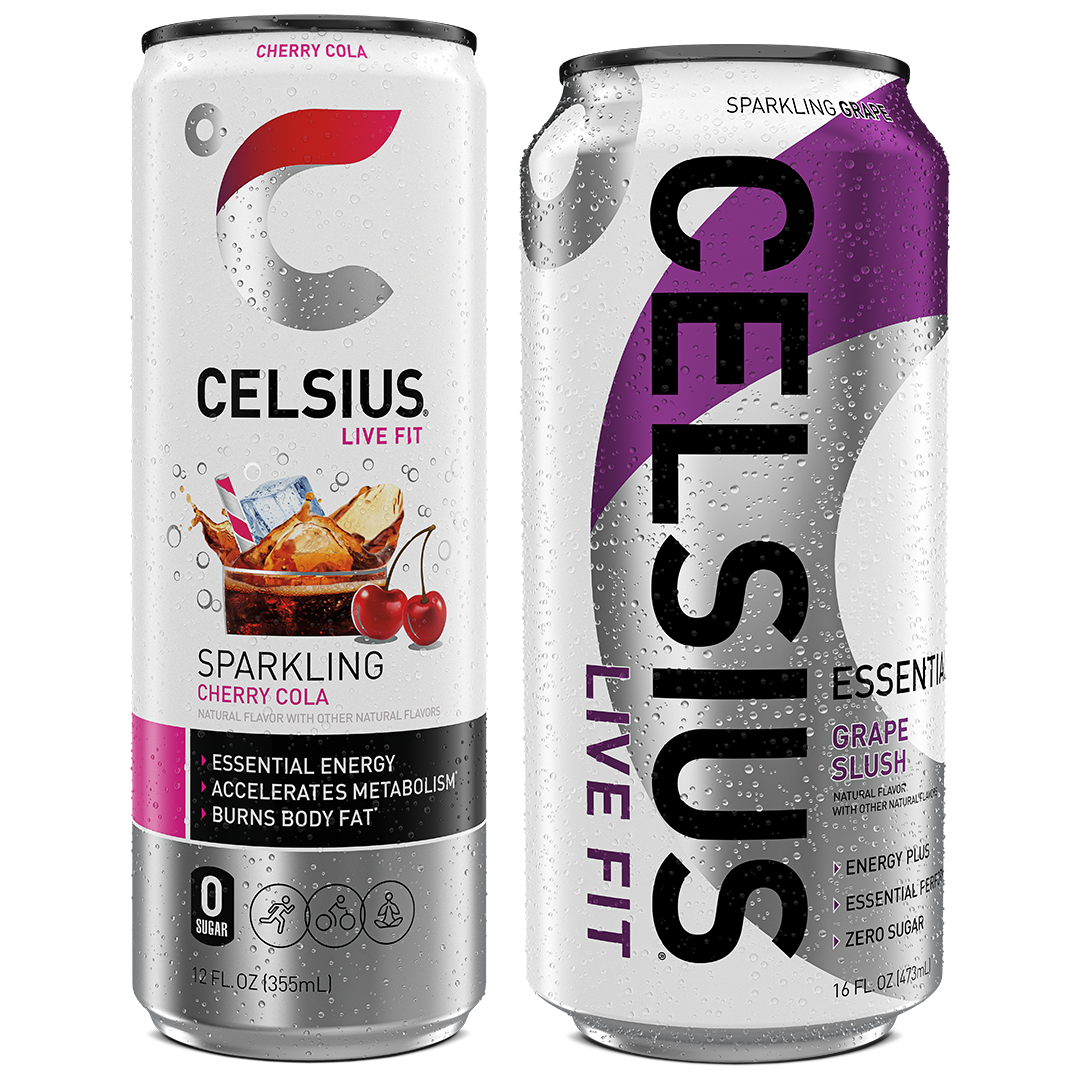 CHERRY COLA
CELSIUS®
LIVE FIT
SPARKLING
CHERRY COLA
NATURAL FLAVOR WITH OTHER NATURAL FLAVORS
ESSENTIAL ENERGY
ACCELERATES METABOLISM
BURNS BODY FAT
0
SUGAR
12 FL.OZ (355mL)
SPARKLING GRAPE
CELSIUS®
LIVE FIT
ESSENTIA
GRAPE
SLUSH
NATURAL FLAVOR
WITH OTHER NATURAL FLAVORS
ENERGY PLUS
ESSENTIAL
ZERO SUGAR
16 FL.OZ (473mL)